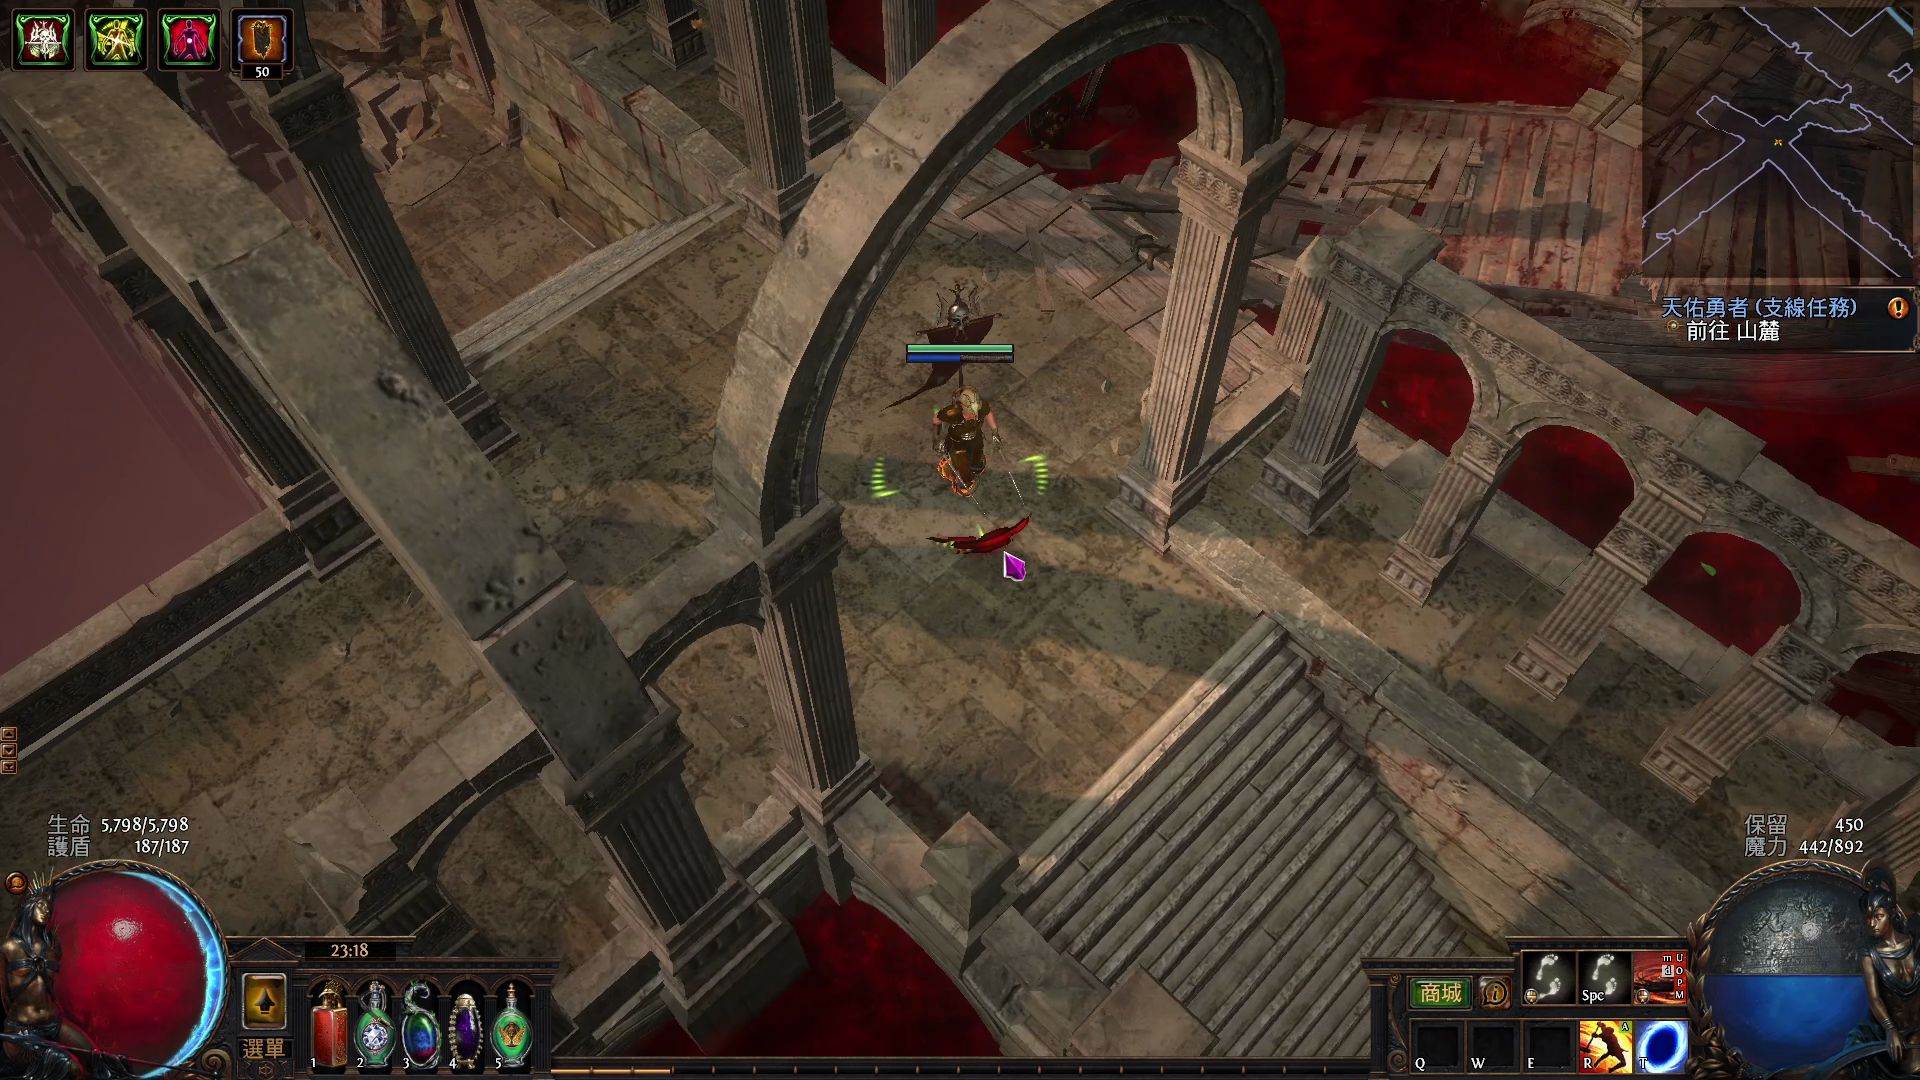 50
天佑勇者 (支線任務)
前往 山麓
生命 5,798/5,798
護盾 187/187
保留 450
魔力 442/892
23:18
選單
1 2 3 4 5
商城
Spc
m U
d O
P
M
Q W E R A T